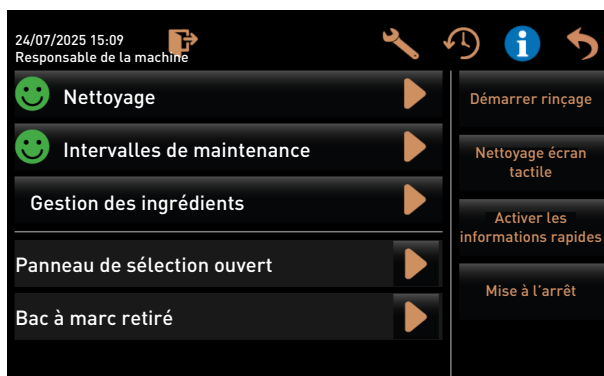 24/07/2025 15:09
Responsable de la machine
Nettoyage
Intervalles de maintenance
Gestion des ingrédients
Panneau de sélection ouvert
Bac à marc retiré
Démarrer rinçage
Nettoyage écran
tactile
Activer les
informations rapides
Mise à l'arrêt